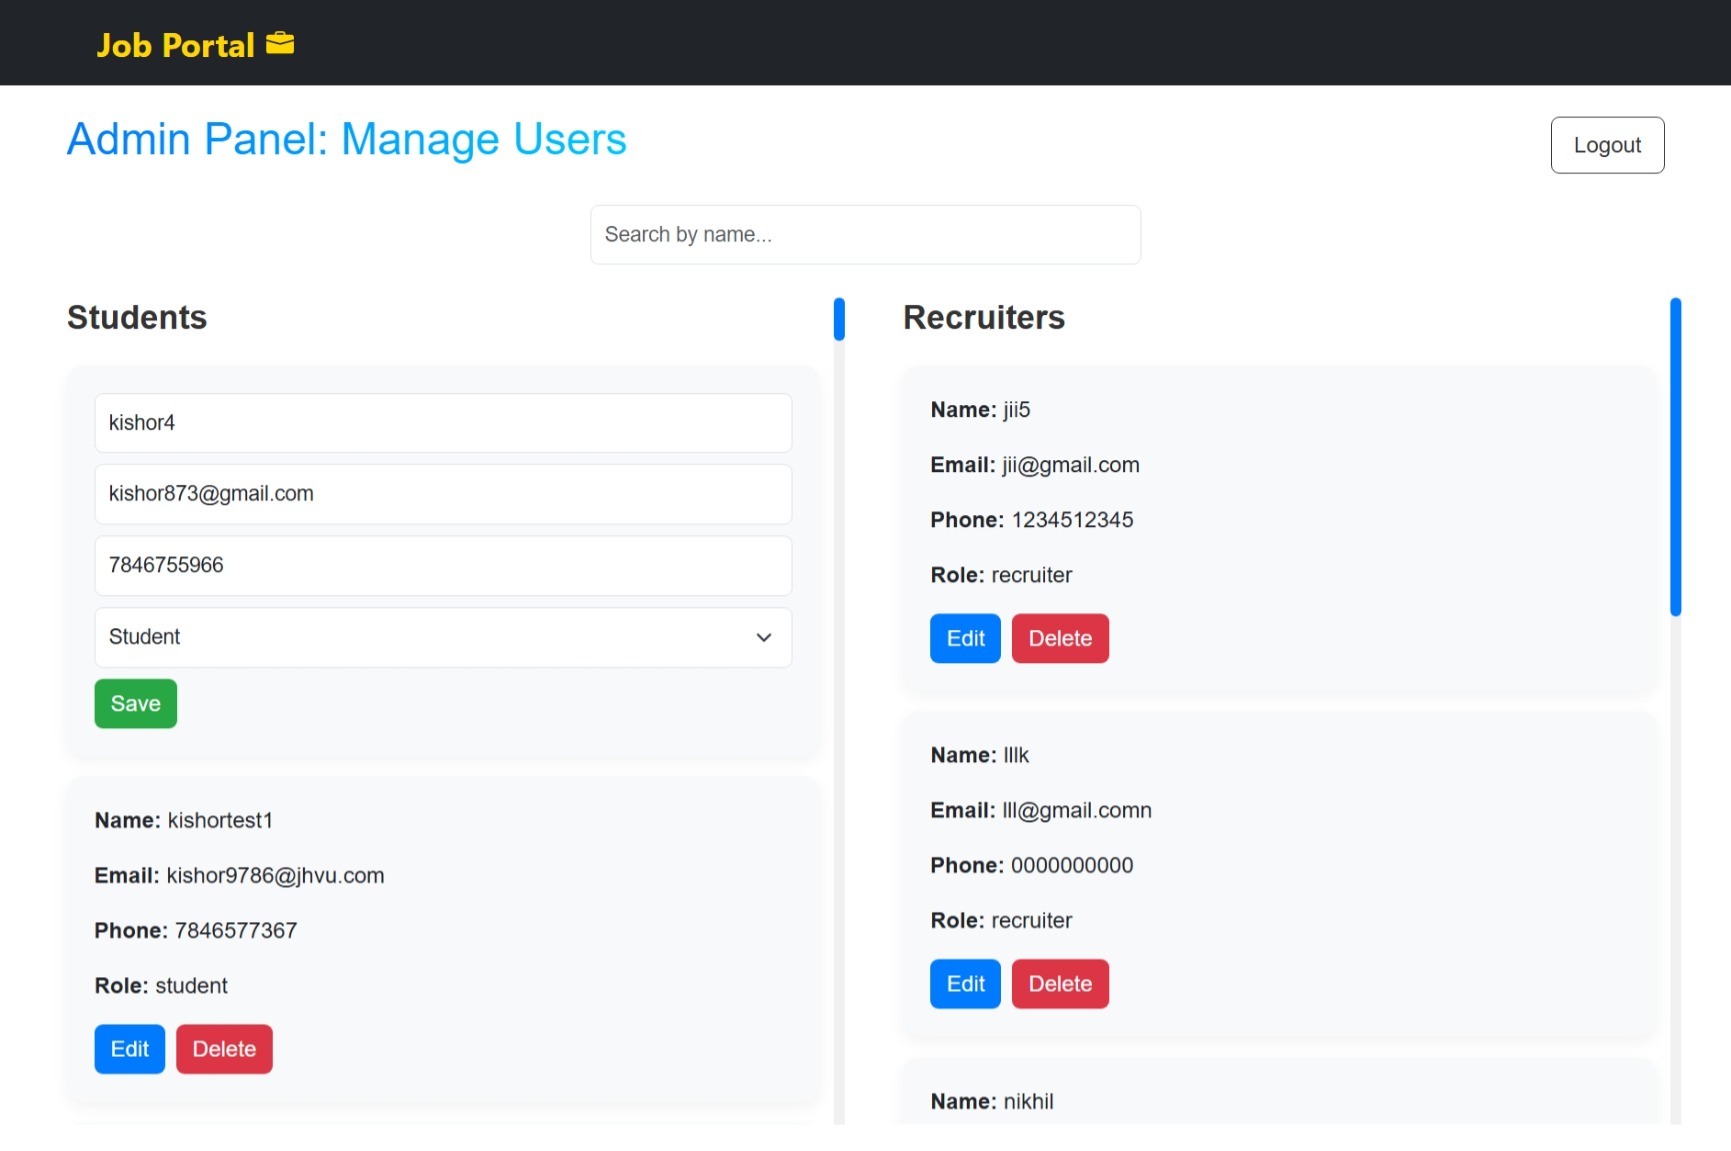 Job Portal
Admin Panel: Manage Users
Logout
Search by name...
Students
kishor4
kishor873@gmail.com
7846755966
Student
Save
Name: kishortest1
Email: kishor9786@jhvu.com
Phone: 7846577367
Role: student
Edit Delete
Recruiters
Name: jii5
Email: jii@gmail.com
Phone: 1234512345
Role: recruiter
Edit Delete
Name: lllk
Email: lll@gmail.comn
Phone: 0000000000
Role: recruiter
Edit Delete
Name: nikhil